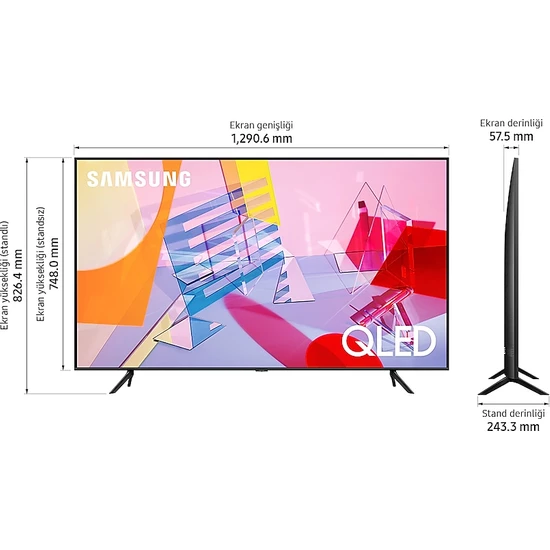 Ekran genişliği
1,290.6 mm
Ekran derinliği
57.5 mm
Ekran yüksekliği (standlı)
826.4 mm
Ekran yüksekliği (standsız)
748.0 mm
SAMSUNG
QLED
Stand derinliği
243.3 mm